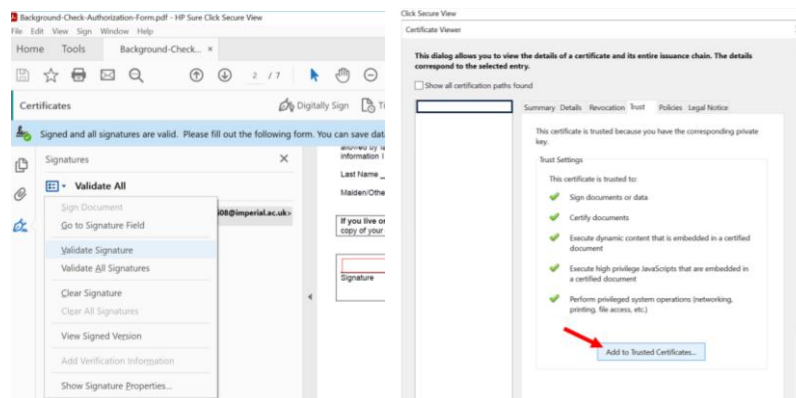 Background-Check-Authorization-Form.pdf - HP Sure Click Secure View
File Edit View Sign Window Help
Home Tools Background-Check... ×
2 / 7
Certificates
Digitally Sign
Signed and all signatures are valid. Please fill out the following form. You can save dat
Signatures ×
information I
Last Name _
Validate All
Maiden/Othe
Sign Document
608@imperial.ac.uk>
Go to Signature Field
If you live or
copy of your
Validate Signature
Validate All Signatures
Signature
Clear Signature
Clear All Signatures
View Signed Version
Add Verification Information
Show Signature Properties...
Click Secure View
Certificate Viewer
This dialog allows you to view the details of a certificate and its entire issuance chain. The details
correspond to the selected entry.
Show all certification paths found
Summary Details Revocation Trust Policies Legal Notice
This certificate is trusted because you have the corresponding private
key.
Trust Settings
This certificate is trusted to:
Sign documents or data
Certify documents
Execute dynamic content that is embedded in a certified
document
Execute high privilege JavaScripts that are embedded in
a certified document
Perform privileged system operations (networking,
printing, file access, etc.)
Add to Trusted Certificates...